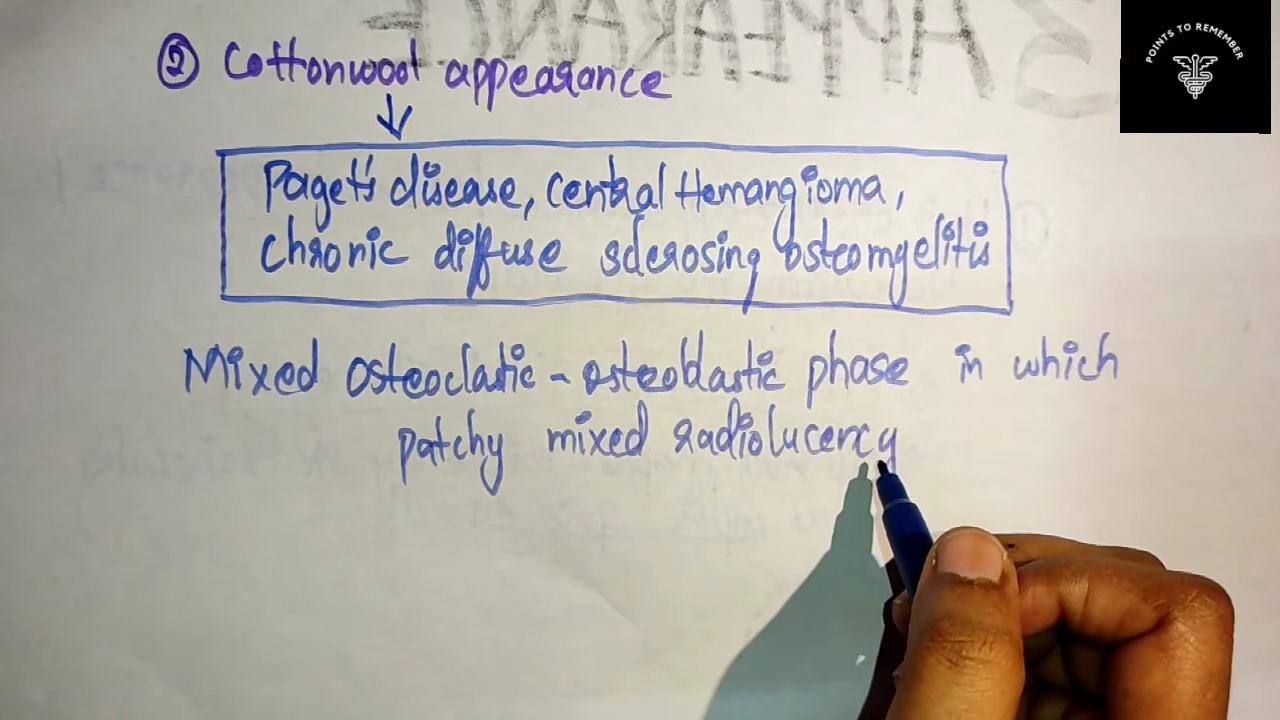 S APPEARANCE
② Cottonwool appearance
Paget's disease, Central Hemangioma,
chronic diffuse sclerosing osteomyelitis
Mixed osteoclastic - osteoblastic phase in which
patchy mixed radiolucency
POINTS TO REMEMBER